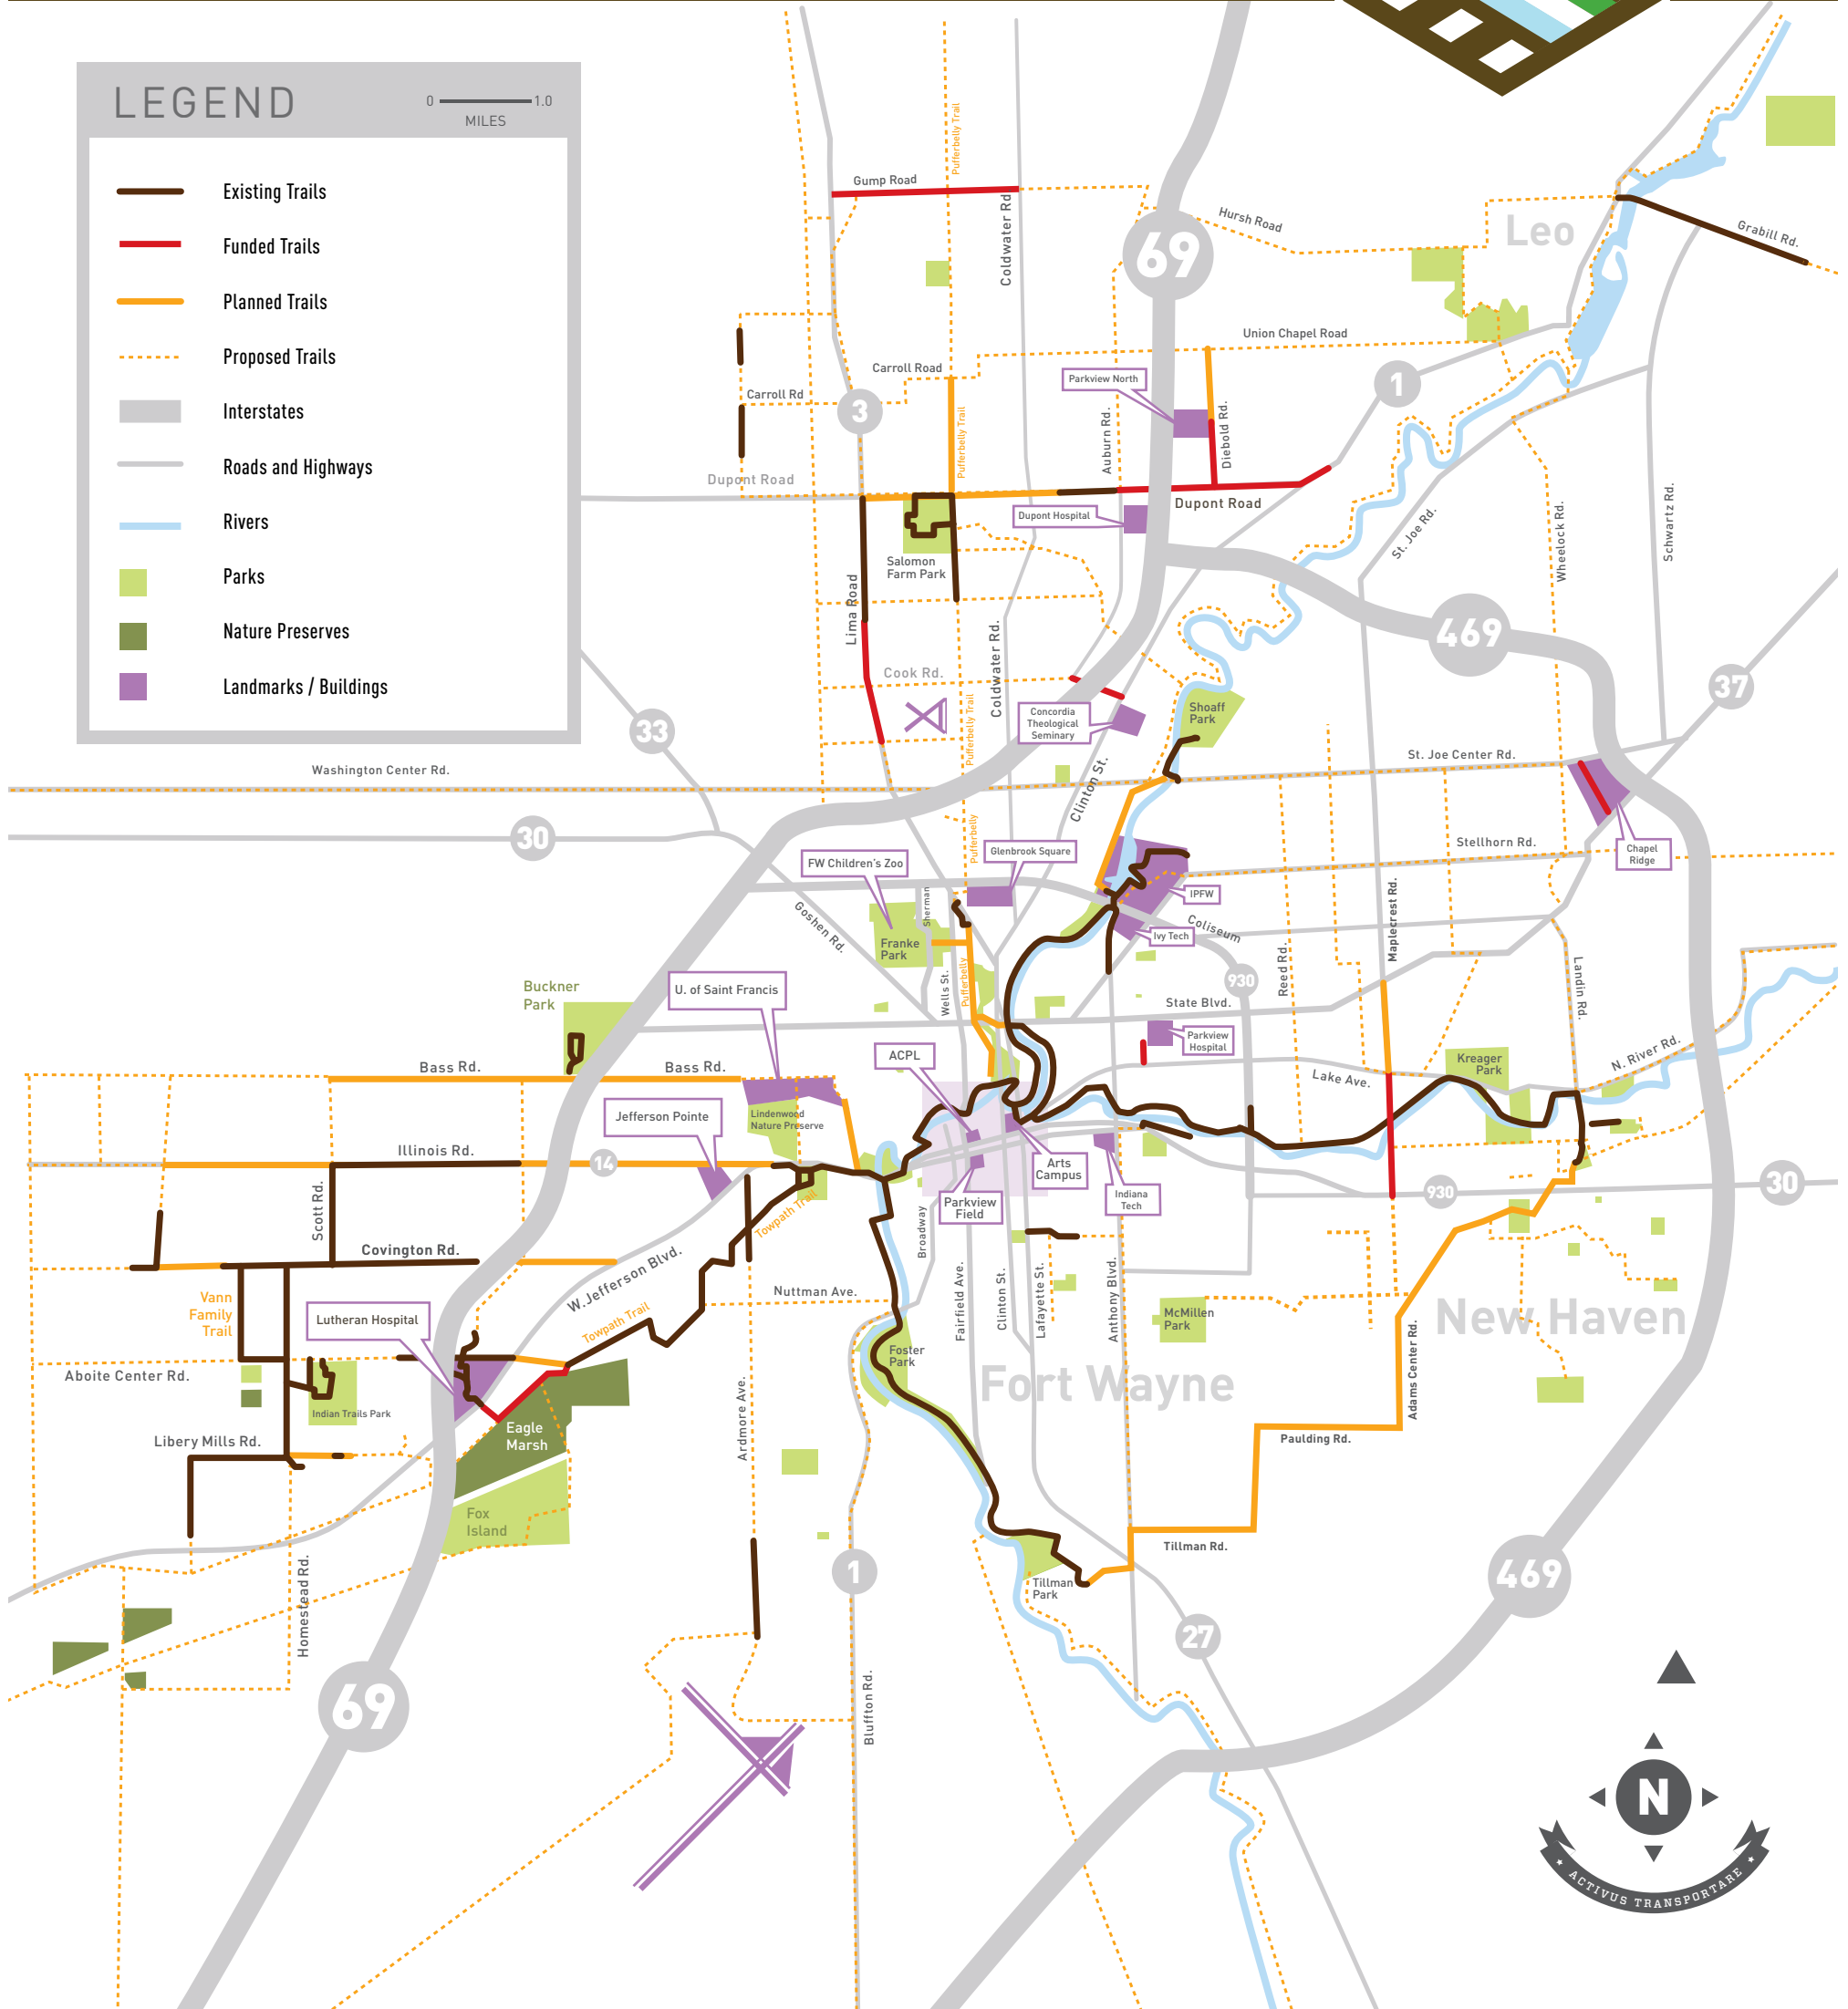 LEGEND
0
1.0
MILES
Existing Trails
Funded Trails
Planned Trails
Proposed Trails
Interstates
Roads and Highways
Rivers
Parks
Nature Preserves
Landmarks / Buildings
Pufferbelly Trail
Gump Road
Coldwater Rd
69
Hursh Road
Leo
Grabill Rd.
Union Chapel Road
Carroll Road
Parkview North
1
Carroll Rd
3
Pufferbelly Trail
Auburn Rd.
Diebold Rd.
Dupont Road
Dupont Road
Dupont Hospital
St. Joe Rd.
Wheelock Rd.
Schwartz Rd.
Salomon
Farm Park
Lima Road
469
Coldwater Rd.
Cook Rd.
37
33
Pufferbelly Trail
Concordia
Theological
Seminary
Shoaff
Park
Washington Center Rd.
St. Joe Center Rd.
Clinton St.
30
Pufferbelly
Glenbrook Square
FW Children's Zoo
Stellhorn Rd.
Chapel
Ridge
Goshen Rd.
Sherman
IPFW
Maplecrest Rd.
Coliseum
Ivy Tech
Franke
Park
Reed Rd.
Landin Rd.
930
Buckner
Park
U. of Saint Francis
Wells St.
Pufferbelly
State Blvd.
Parkview
Hospital
ACPL
Kreager
Park
N. River Rd.
Bass Rd.
Bass Rd.
Lake Ave.
Jefferson Pointe
Lindenwood
Nature Preserve
Illinois Rd.
14
Arts
Campus
Indiana
Tech
930
30
Scott Rd.
Towpath Trail
Parkview
Field
Broadway
Covington Rd.
W. Jefferson Blvd.
Nuttman Ave.
Fairfield Ave.
Clinton St.
Lafayette St.
Anthony Blvd.
Vann
Family
Trail
Lutheran Hospital
Towpath Trail
McMillen
Park
New Haven
Foster
Park
Fort Wayne
Adams Center Rd.
Aboite Center Rd.
Indian Trails Park
Ardmore Ave.
Eagle
Marsh
Libery Mills Rd.
Paulding Rd.
Fox
Island
Tillman Rd.
1
Tillman
Park
469
Homestead Rd.
27
69
Bluffton Rd.
N
ACTIVUS TRANSPORTARE